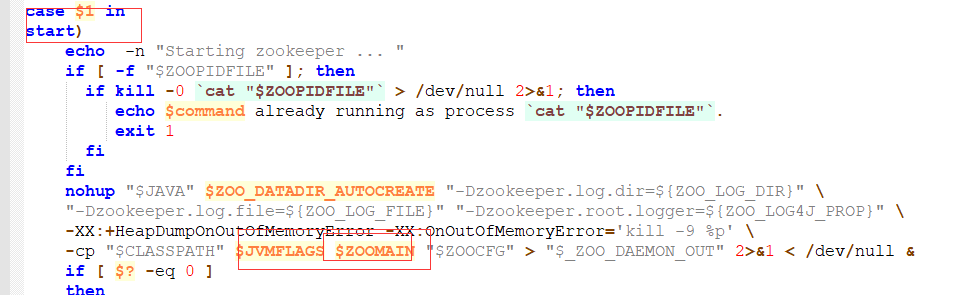 case $1 in
start)
    echo  -n "Starting zookeeper ... "
    if [ -f "$ZOOPIDFILE" ]; then
      if kill -0 `cat "$ZOOPIDFILE"` > /dev/null 2>&1; then
         echo $command already running as process `cat "$ZOOPIDFILE"`.
         exit 1
      fi
    fi
    nohup "$JAVA" $ZOO_DATADIR_AUTOCREATE "-Dzookeeper.log.dir=${ZOO_LOG_DIR}" \
    "-Dzookeeper.log.file=${ZOO_LOG_FILE}" "-Dzookeeper.root.logger=${ZOO_LOG4J_PROP}" \
    -XX:+HeapDumpOnOutOfMemoryError -XX:OnOutOfMemoryError='kill -9 %p' \
    -cp "$CLASSPATH" $JVMFLAGS $ZOOMAIN "$ZOOCFG" > "$_ZOO_DAEMON_OUT" 2>&1 < /dev/null &
    if [ $? -eq 0 ]
    then